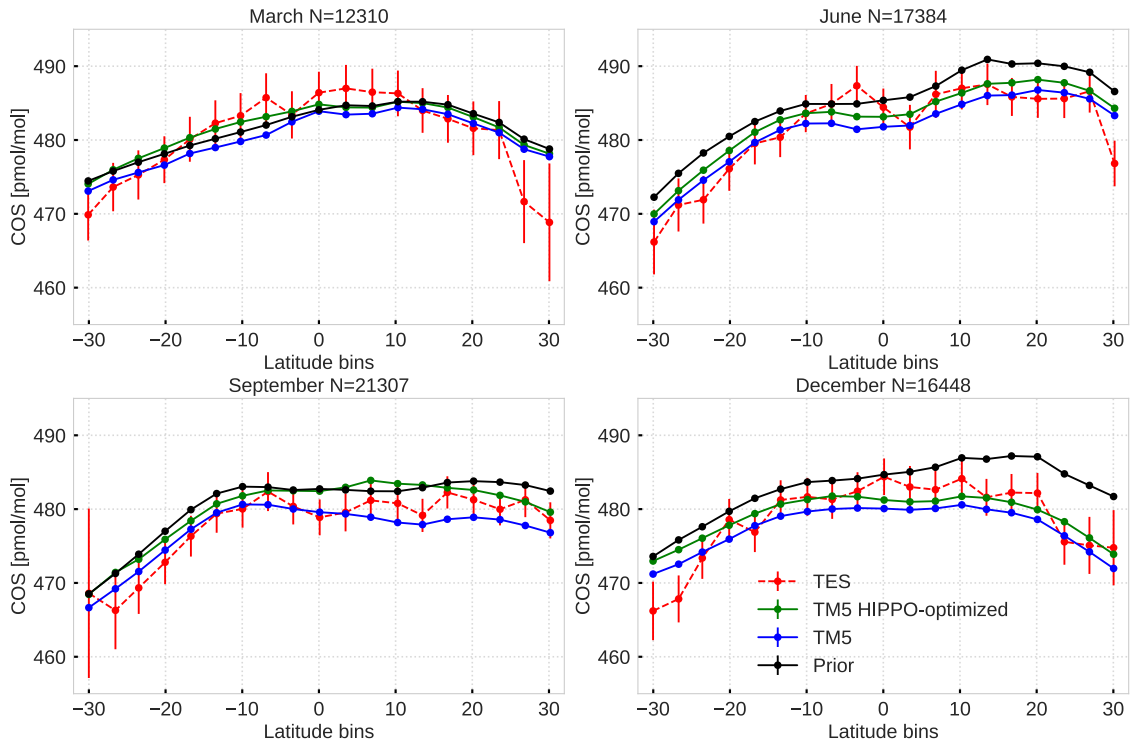 March N=12310
COS [pmol/mol]
490
480
470
460
−30 −20 −10 0 10 20 30
Latitude bins
June N=17384
COS [pmol/mol]
490
480
470
460
−30 −20 −10 0 10 20 30
Latitude bins
September N=21307
COS [pmol/mol]
490
480
470
460
−30 −20 −10 0 10 20 30
Latitude bins
December N=16448
COS [pmol/mol]
490
480
470
460
TES
TM5 HIPPO-optimized
TM5
Prior
−30 −20 −10 0 10 20 30
Latitude bins